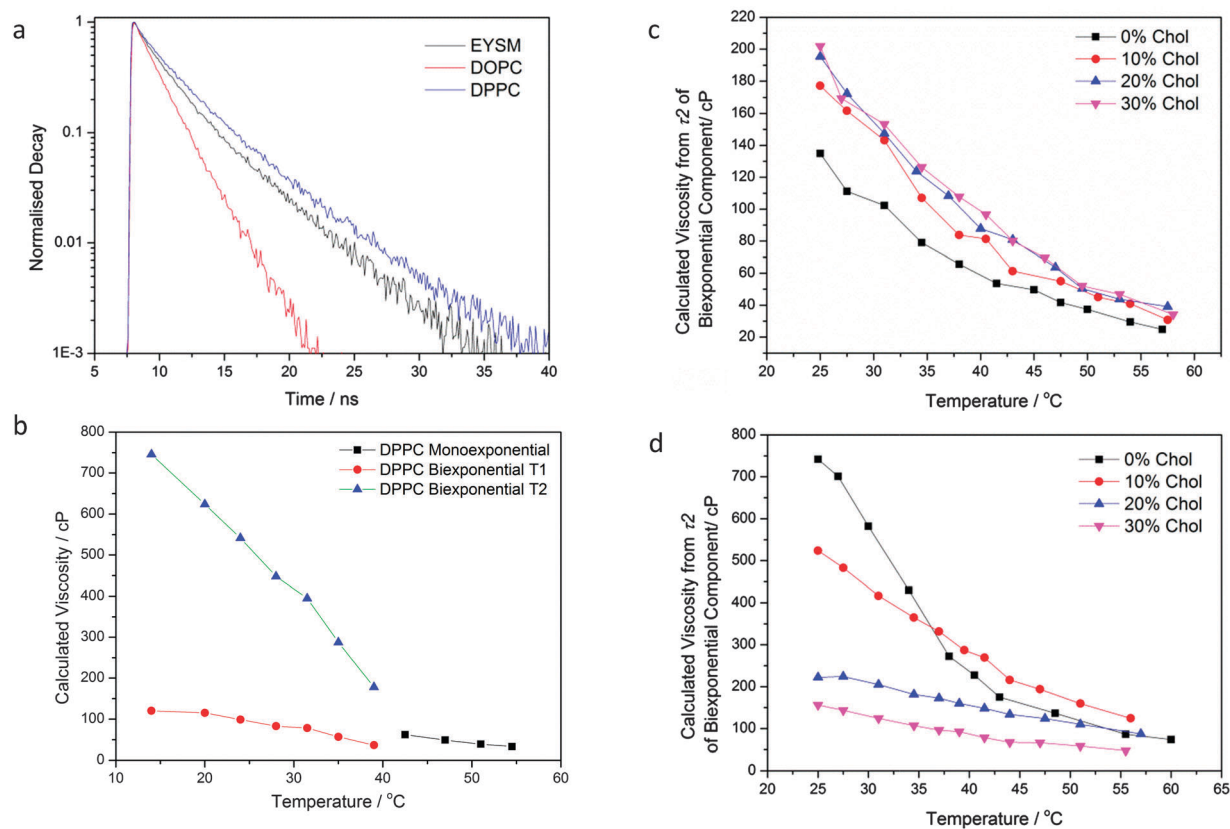 a
Normalised Decay
1
0.1
0.01
1E-3
5 10 15 20 25 30 35 40
Time / ns
EYSM
DOPC
DPPC
b
Calculated Viscosity / cP
800
700
600
500
400
300
200
100
0
10 20 30 40 50 60
Temperature / °C
DPPC Monoexponential
DPPC Biexponential T1
DPPC Biexponential T2
c
Calculated Viscosity from τ2 of
Biexponential Component/ cP
220
200
180
160
140
120
100
80
60
40
20
20 25 30 35 40 45 50 55 60
Temperature / °C
0% Chol
10% Chol
20% Chol
30% Chol
d
Calculated Viscosity from τ2
of Biexponential Component/ cP
800
700
600
500
400
300
200
100
0
20 25 30 35 40 45 50 55 60 65
Temperature / °C
0% Chol
10% Chol
20% Chol
30% Chol